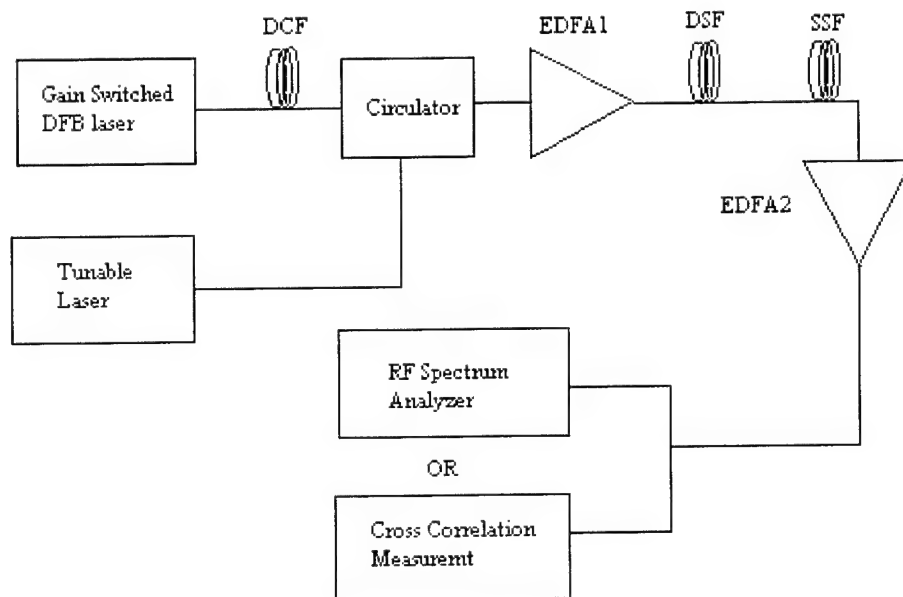 DCF
EDFA1
DSF
SSF
Gain Switched
DFB laser
Circulator
EDFA2
Tunable
Laser
RF Spectrum
Analyzer
OR
Cross Correlation
Measuremt